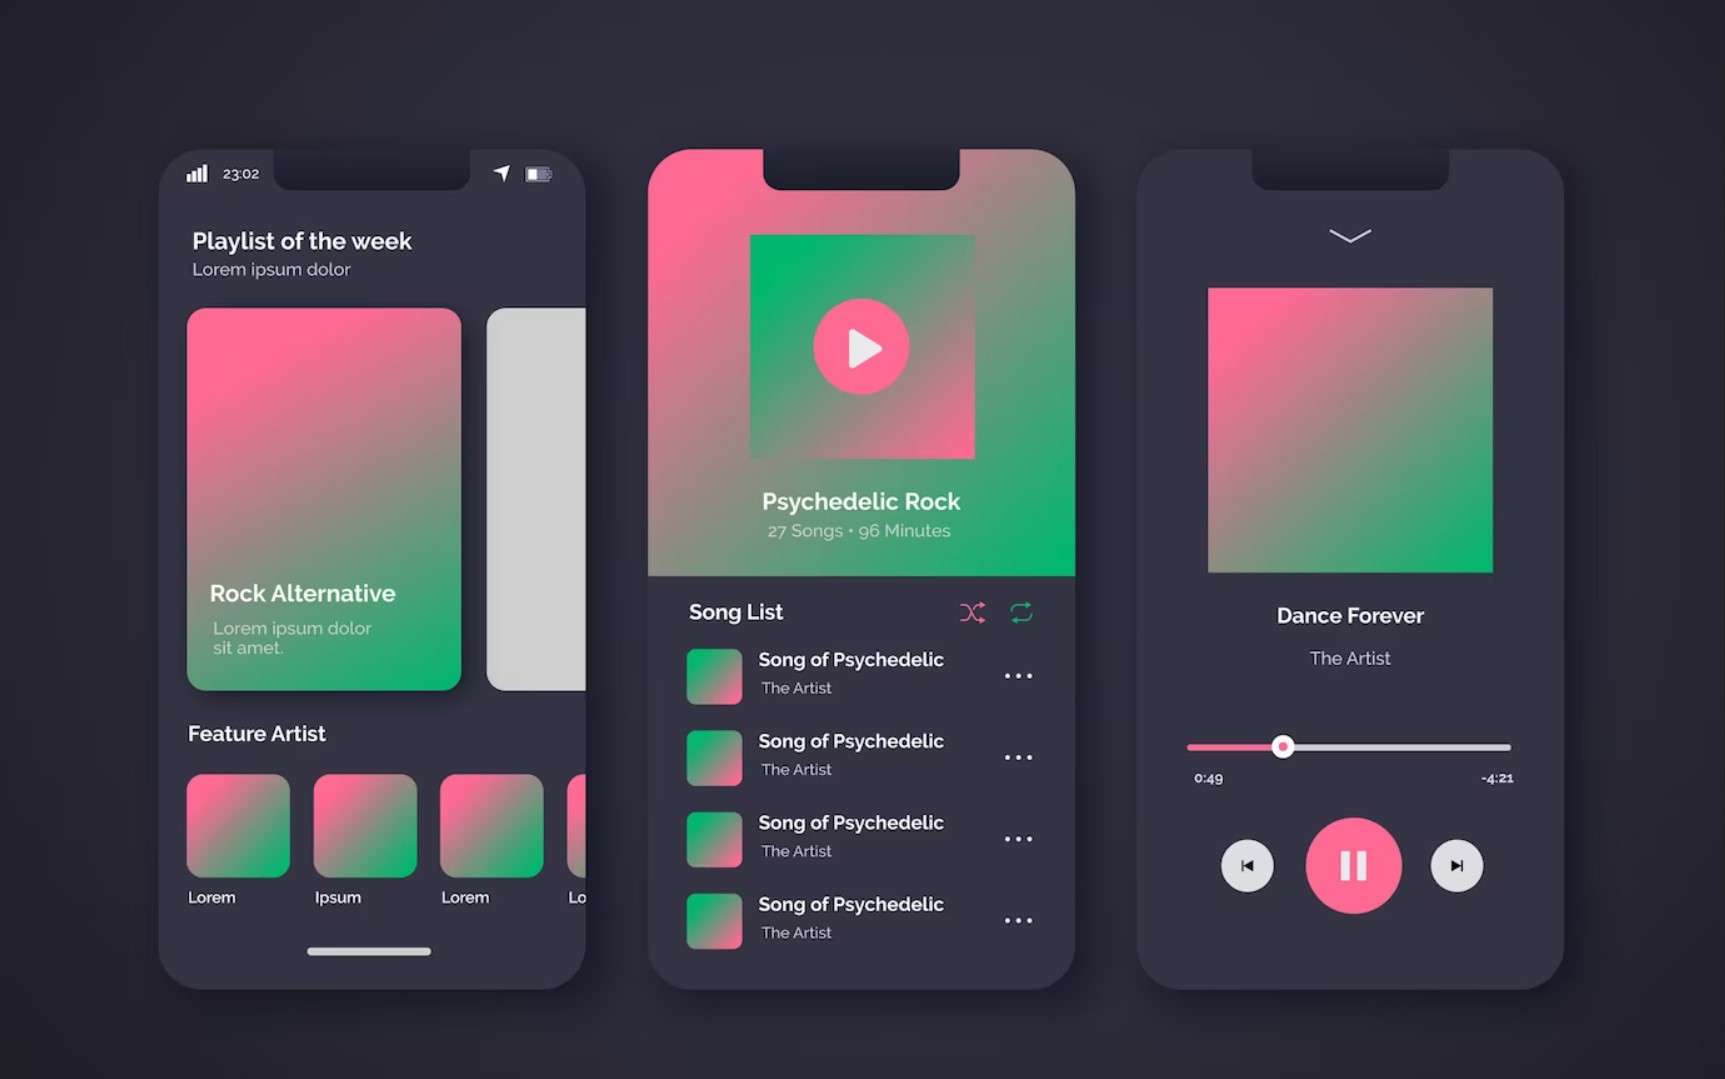 23:02
Playlist of the week
Lorem ipsum dolor
Rock Alternative
Lorem ipsum dolor
sit amet.
Feature Artist
Lorem
Ipsum
Lorem
Lo
Psychedelic Rock
27 Songs • 96 Minutes
Song List
Song of Psychedelic
The Artist
Song of Psychedelic
The Artist
Song of Psychedelic
The Artist
Song of Psychedelic
The Artist
Dance Forever
The Artist
0:49
-4:21